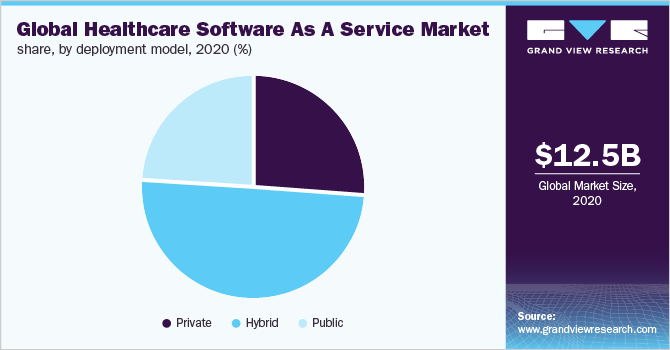 Global Healthcare Software As A Service Market
share, by deployment model, 2020 (%)
Private
Hybrid
Public
GRAND VIEW RESEARCH
$12.5B
Global Market Size,
2020
Source:
www.grandviewresearch.com